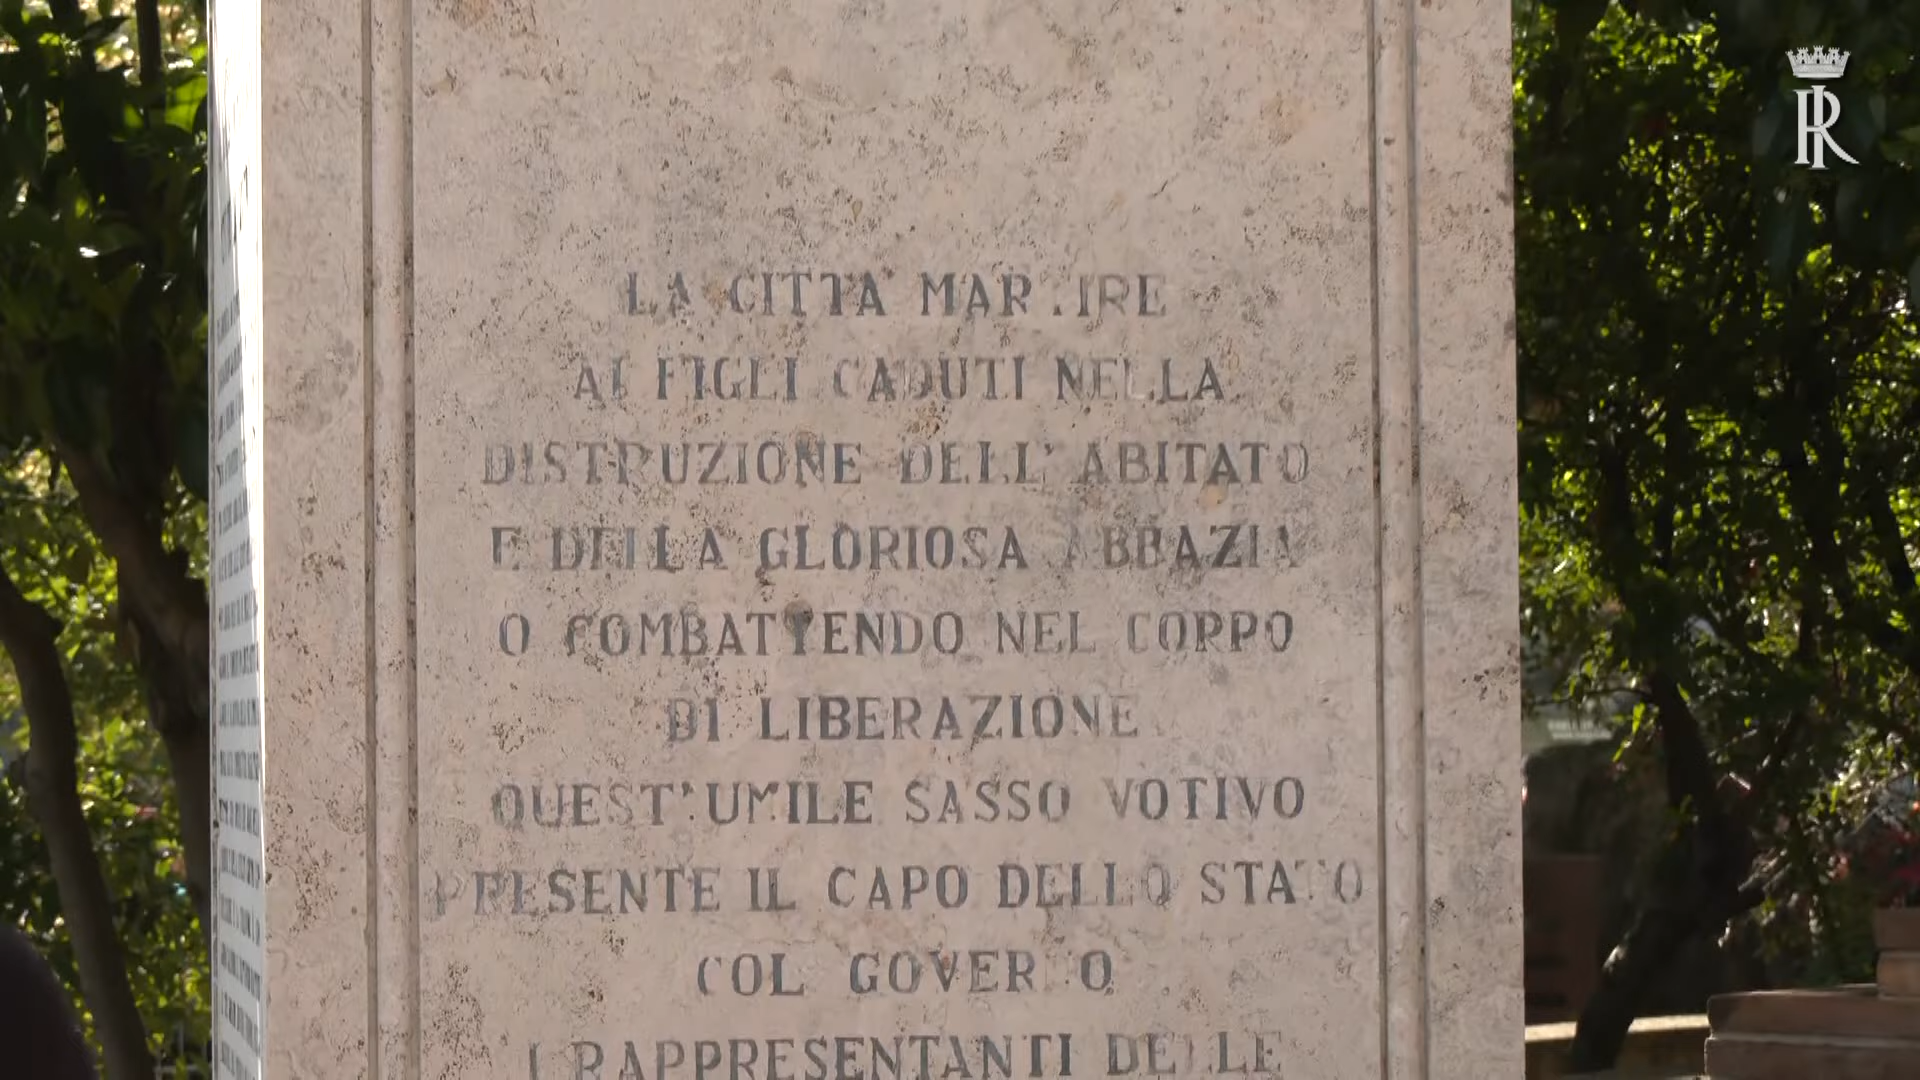 LA CITTA MARTIRE
AI FIGLI CADUTI NELLA
DISTRUZIONE DELL'ABITATO
E DELLA GLORIOSA ABBAZIA
O COMBATTENDO NEL CORPO
DI LIBERAZIONE
QUEST'UMILE SASSO VOTIVO
PRESENTE IL CAPO DELLO STATO
COL GOVERNO
I RAPPRESENTANTI DELLE